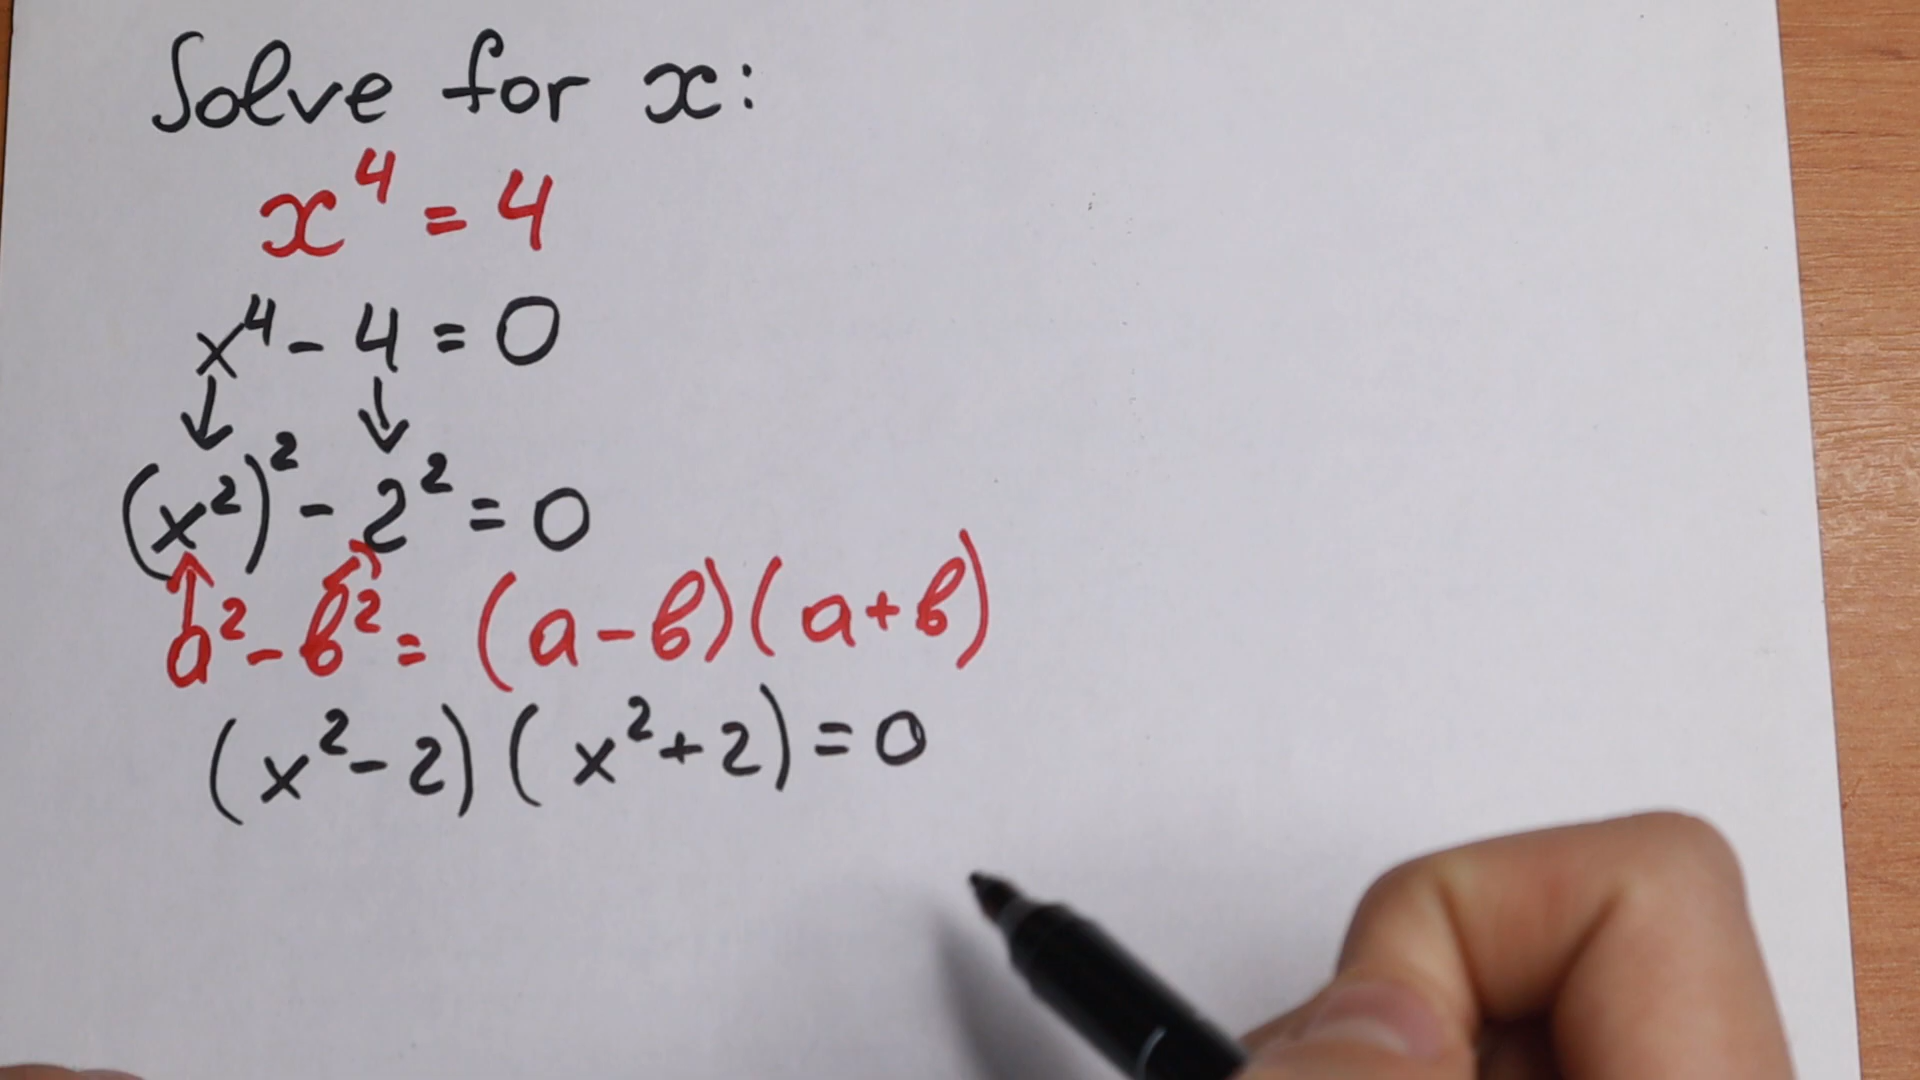 Solve for x:
x⁴ = 4
x⁴ - 4 = 0
(x²)² - 2² = 0
a² - b² = (a - b)(a + b)
(x² - 2)(x² + 2) = 0